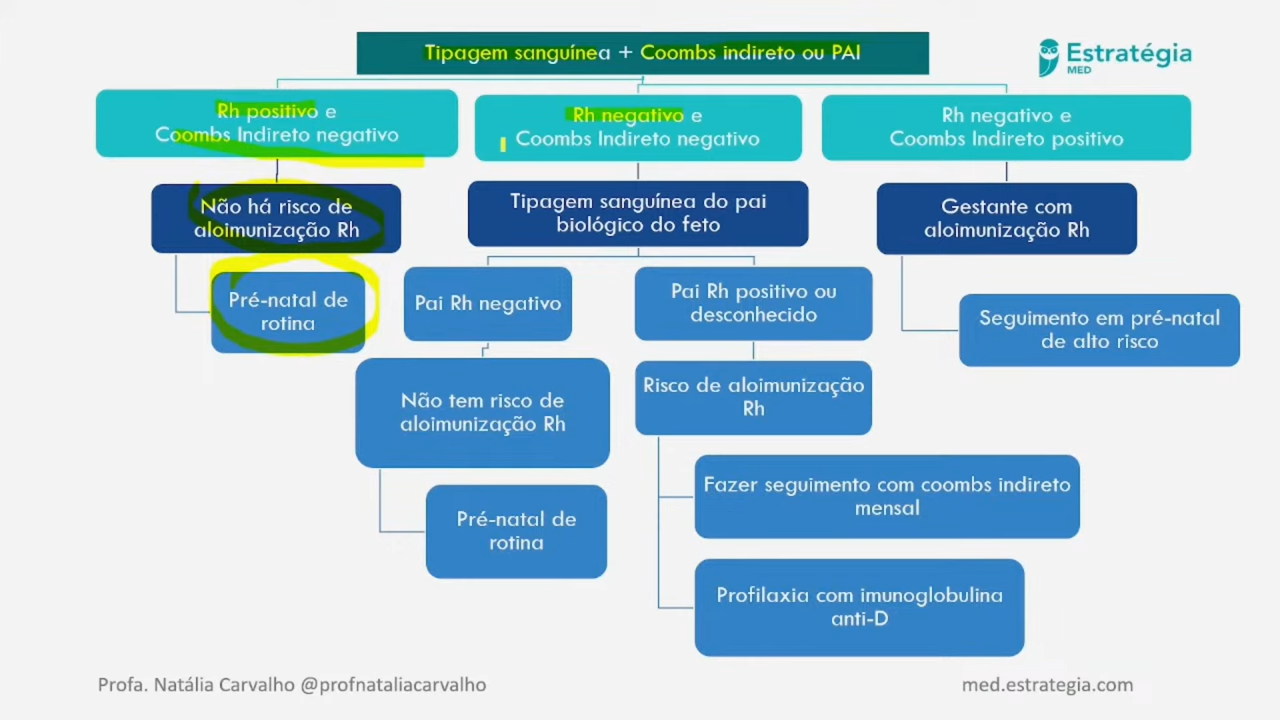 Tipagem sanguínea + Coombs indireto ou PAI
Estratégia
MED
Rh positivo e
Coombs Indireto negativo
Rh negativo e
Coombs Indireto negativo
Rh negativo e
Coombs Indireto positivo
Não há risco de
aloimunização Rh
Tipagem sanguínea do pai
biológico do feto
Gestante com
aloimunização Rh
Pré-natal de
rotina
Pai Rh negativo
Pai Rh positivo ou
desconhecido
Seguimento em pré-natal
de alto risco
Não tem risco de
aloimunização Rh
Risco de aloimunização
Rh
Pré-natal de
rotina
Fazer seguimento com coombs indireto
mensal
Profilaxia com imunoglobulina
anti-D
Profa. Natália Carvalho @profnataliacarvalho
med.estrategia.com